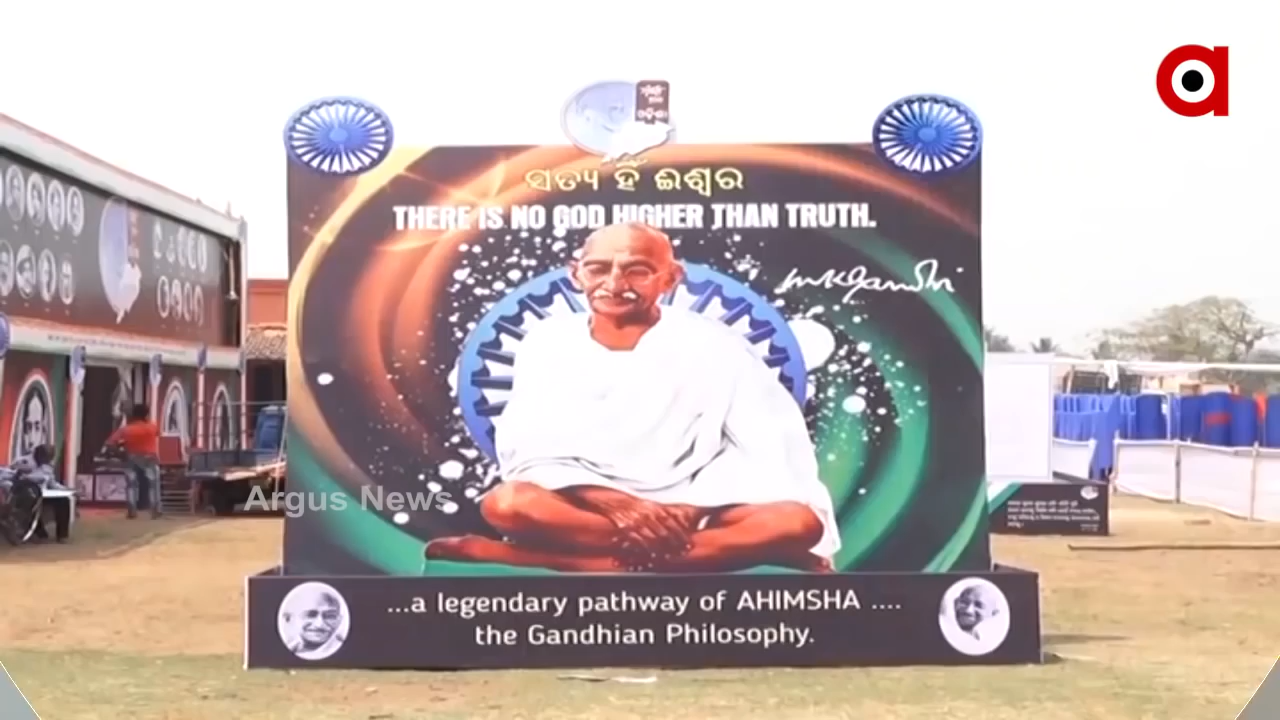 ସତ୍ୟ ହିଁ ଈଶ୍ୱର
THERE IS NO GOD HIGHER THAN TRUTH.
mkgandhi
Argus News
...a legendary pathway of AHIMSHA ....
the Gandhian Philosophy.